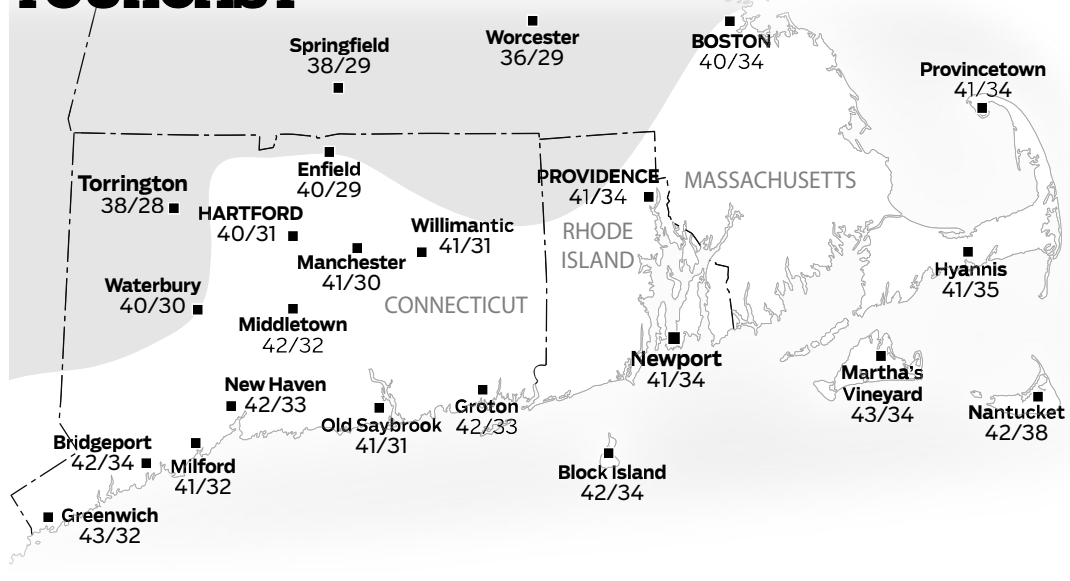 Springfield
38/29
Worcester
36/29
BOSTON
40/34
Provincetown
41/34
Enfield
40/29
Torrington
38/28
PROVIDENCE
41/34
MASSACHUSETTS
HARTFORD
40/31
Willimantic
41/31
RHODE
ISLAND
Manchester
41/30
Hyannis
41/35
Waterbury
40/30
CONNECTICUT
Middletown
42/32
Newport
41/34
Martha's
Vineyard
43/34
New Haven
42/33
Groton
42/33
Nantucket
42/38
Old Saybrook
41/31
Bridgeport
42/34
Milford
41/32
Block Island
42/34
Greenwich
43/32